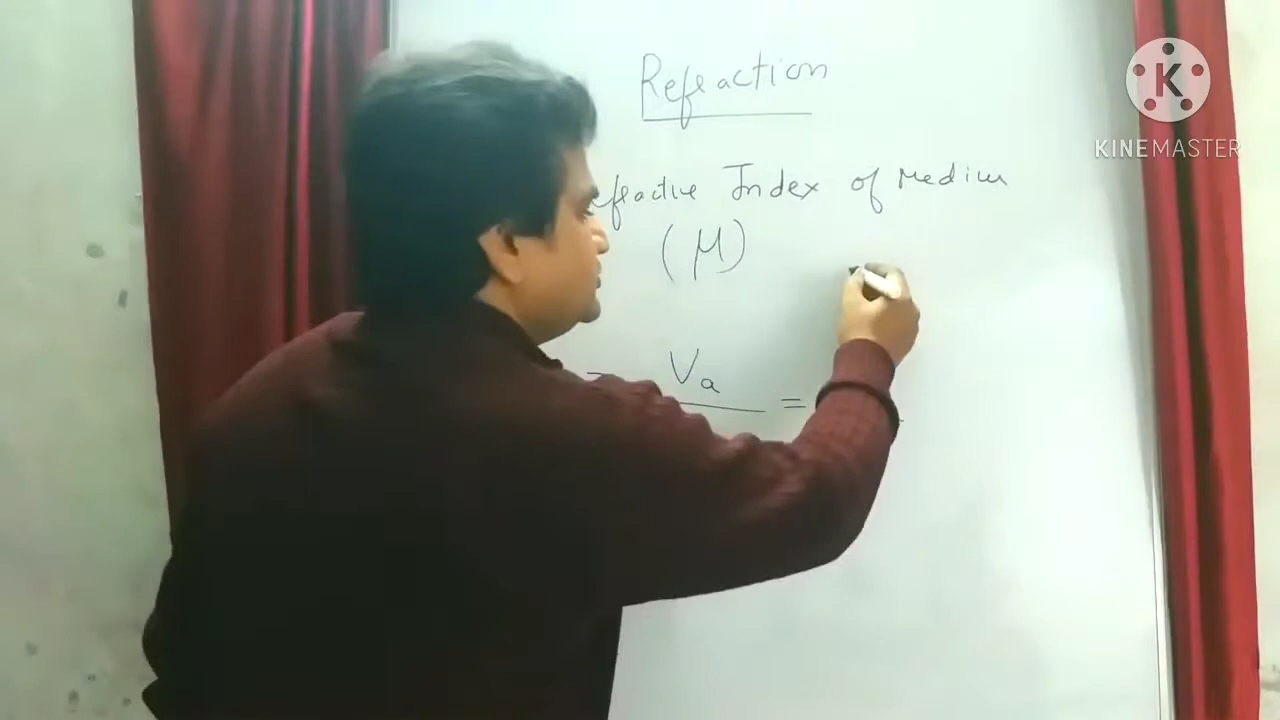 Refraction
efractive Index of Medium
(μ)
= Va =
K
KINEMASTER